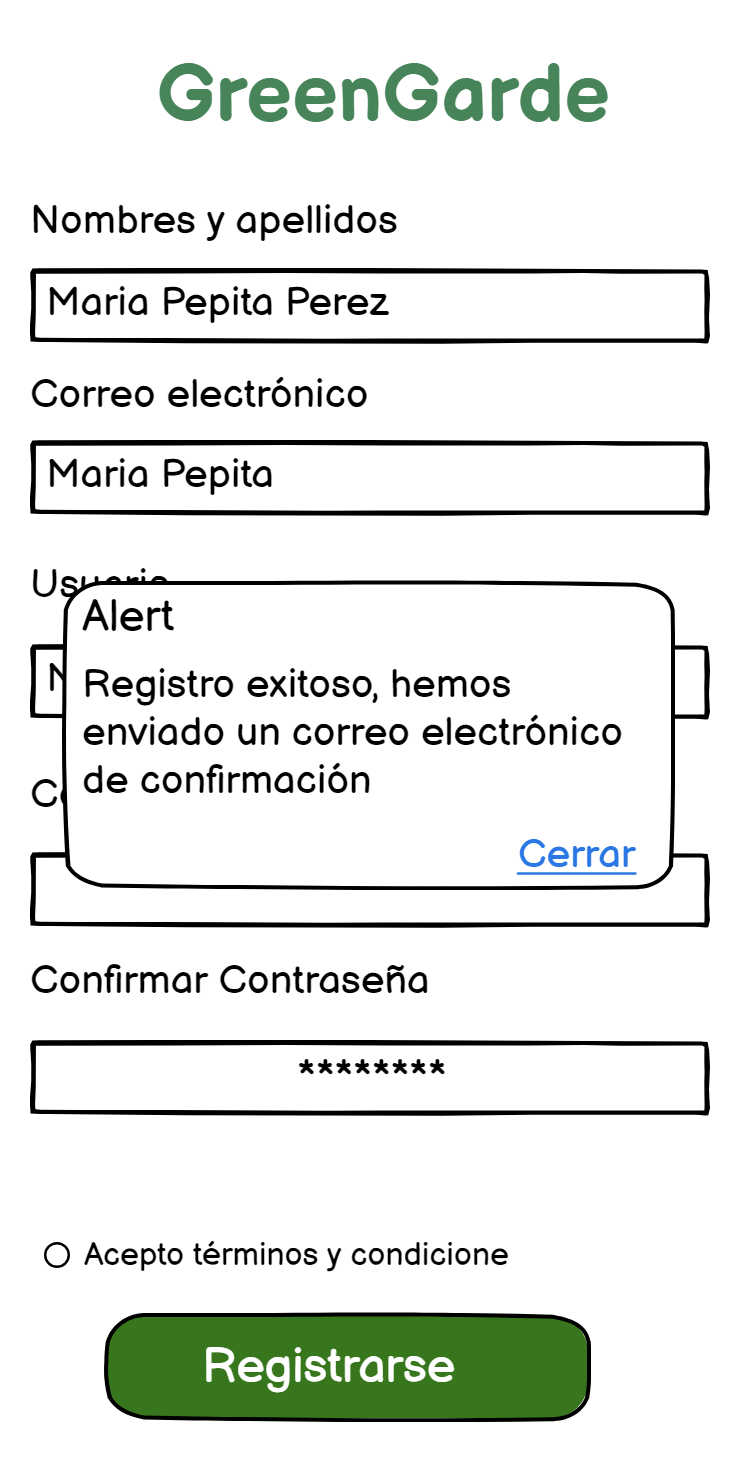 GreenGarde
Nombres y apellidos
Maria Pepita Perez
Correo electrónico
Maria Pepita
Usuario
Alert
Registro exitoso, hemos
enviado un correo electrónico
de confirmación
Cerrar
Confirmar Contraseña
********
Acepto términos y condicione
Registrarse